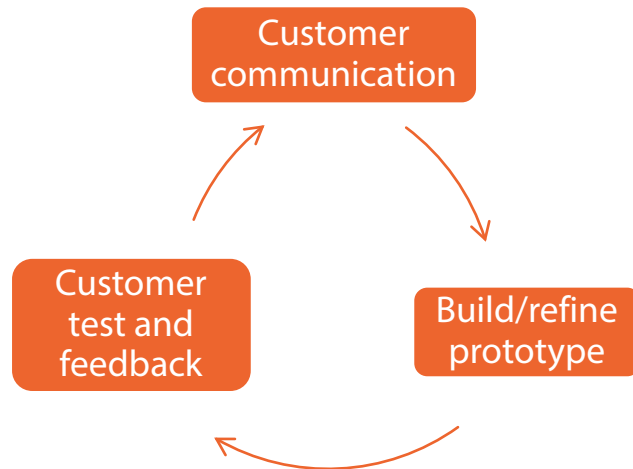 Customer
communication
Build/refine
prototype
Customer
test and
feedback